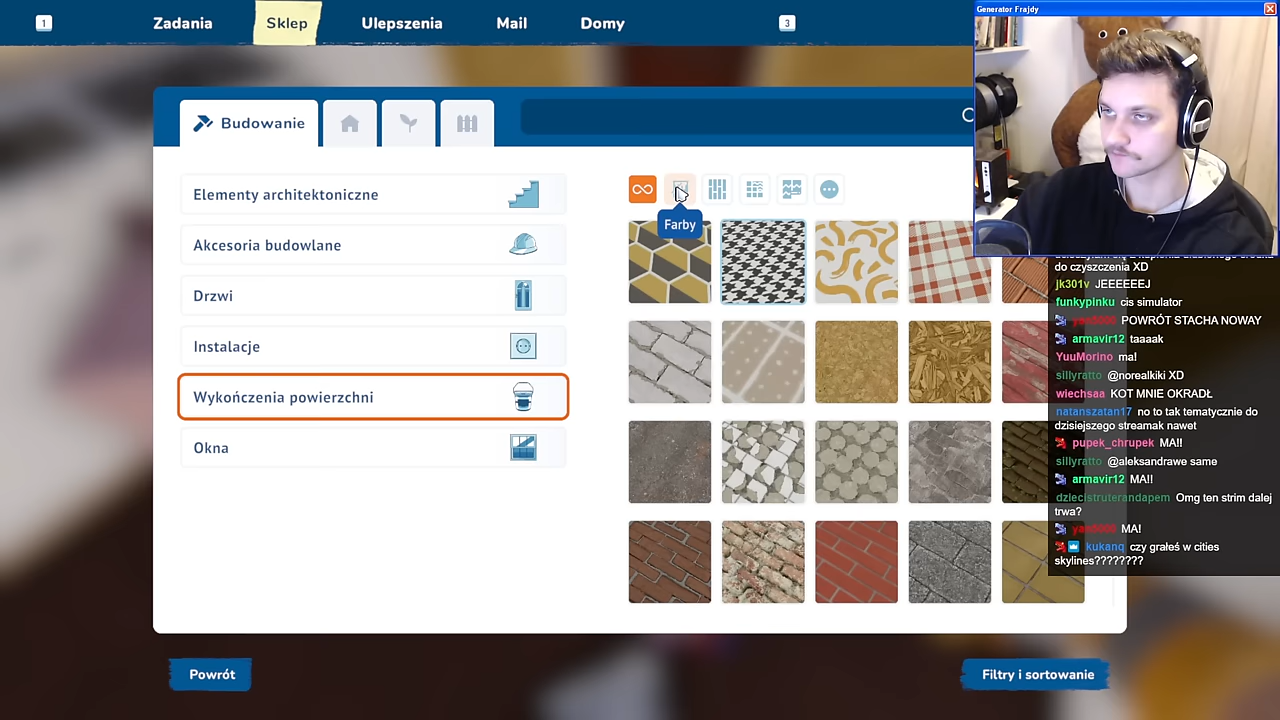 1
Zadania
Sklep
Ulepszenia
Mail
Domy
3
Generator Frajdy
Budowanie
Elementy architektoniczne
Akcesoria budowlane
Drzwi
Instalacje
Wykończenia powierzchni
Okna
Farby
do czyszczenia XD
jk301v JEEEEEEJ
funkypinku cis simulator
POWRÓT STACHA NOWAY
armavir12 taaaak
YuuMorino ma!
sillyratto @norealkiki XD
wiechsaa KOT MNIE OKRADŁ
natanszatan17 no to tak tematycznie do
dzisiejszego streamak nawet
pupek_chrupek MA!!
sillyratto @aleksandrawe same
armavir12 MA!!
dziecistruterandapem Omg ten strim dalej
trwa?
MA!
kukanq czy grałeś w cities
skylines????????
Powrót
Filtry i sortowanie